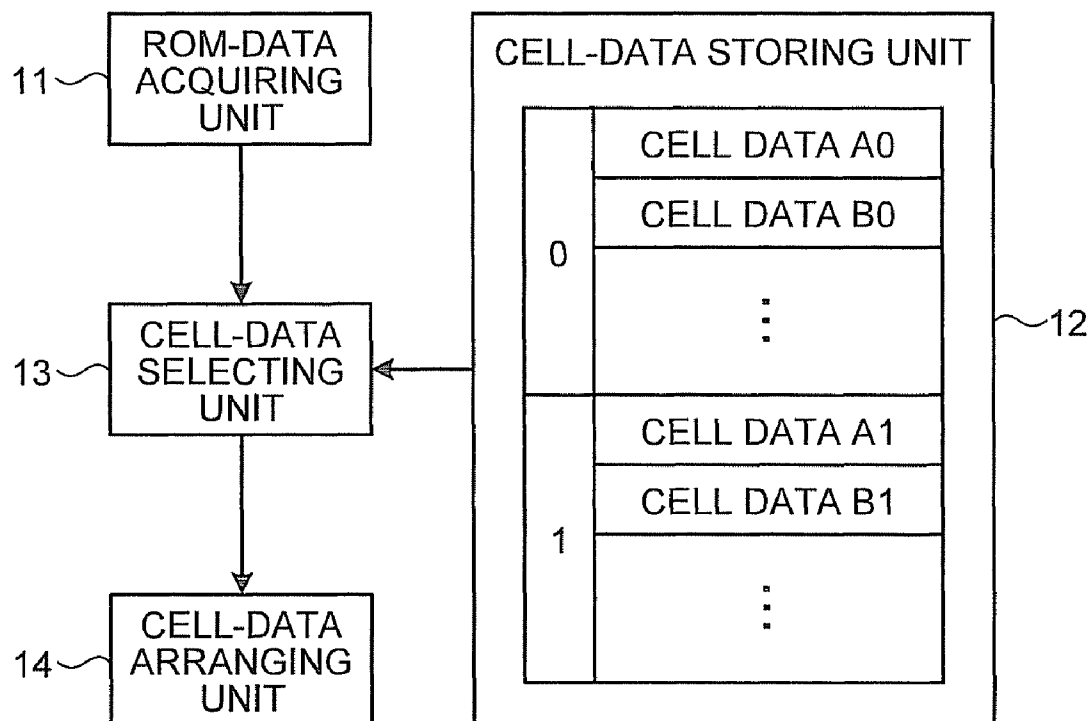 11
ROM-DATA
ACQUIRING
UNIT
13
CELL-DATA
SELECTING
UNIT
14
CELL-DATA
ARRANGING
UNIT
CELL-DATA STORING UNIT
0
CELL DATA A0
CELL DATA B0
⋮
1
CELL DATA A1
CELL DATA B1
⋮
12